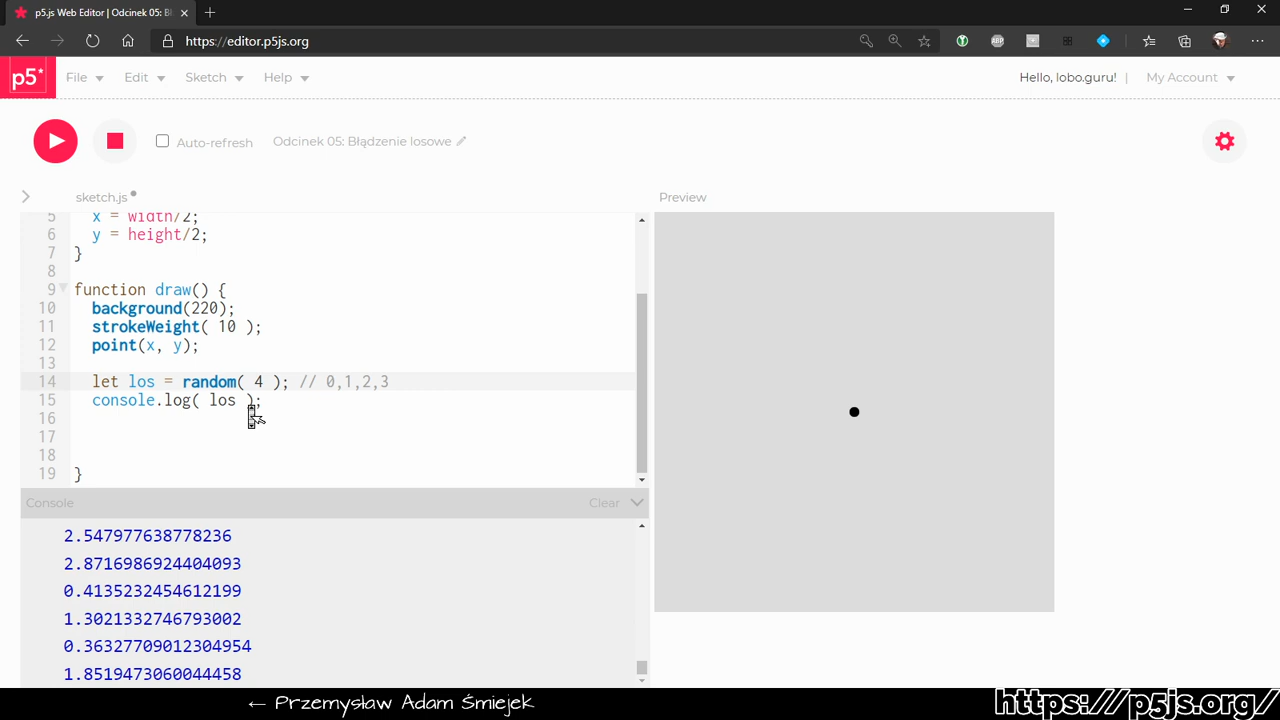 p5.js Web Editor | Odcinek 05: Bł
https://editor.p5js.org
ABP
p5*
File
Edit
Sketch
Help
Hello, lobo.guru! |
My Account
Auto-refresh
Odcinek 05: Błądzenie losowe
sketch.js
Preview
5 x = width/2;
6 y = height/2;
7 }
8
9 function draw() {
10 background(220);
11 strokeWeight( 10 );
12 point(x, y);
13
14 let los = random( 4 ); // 0,1,2,3
15 console.log( los );
16
17
18
19 }
Console
Clear
2.547977638778236
2.8716986924404093
0.4135232454612199
1.3021332746793002
0.36327709012304954
1.8519473060044458
← Przemysław Adam Śmiejek
https://p5js.org/